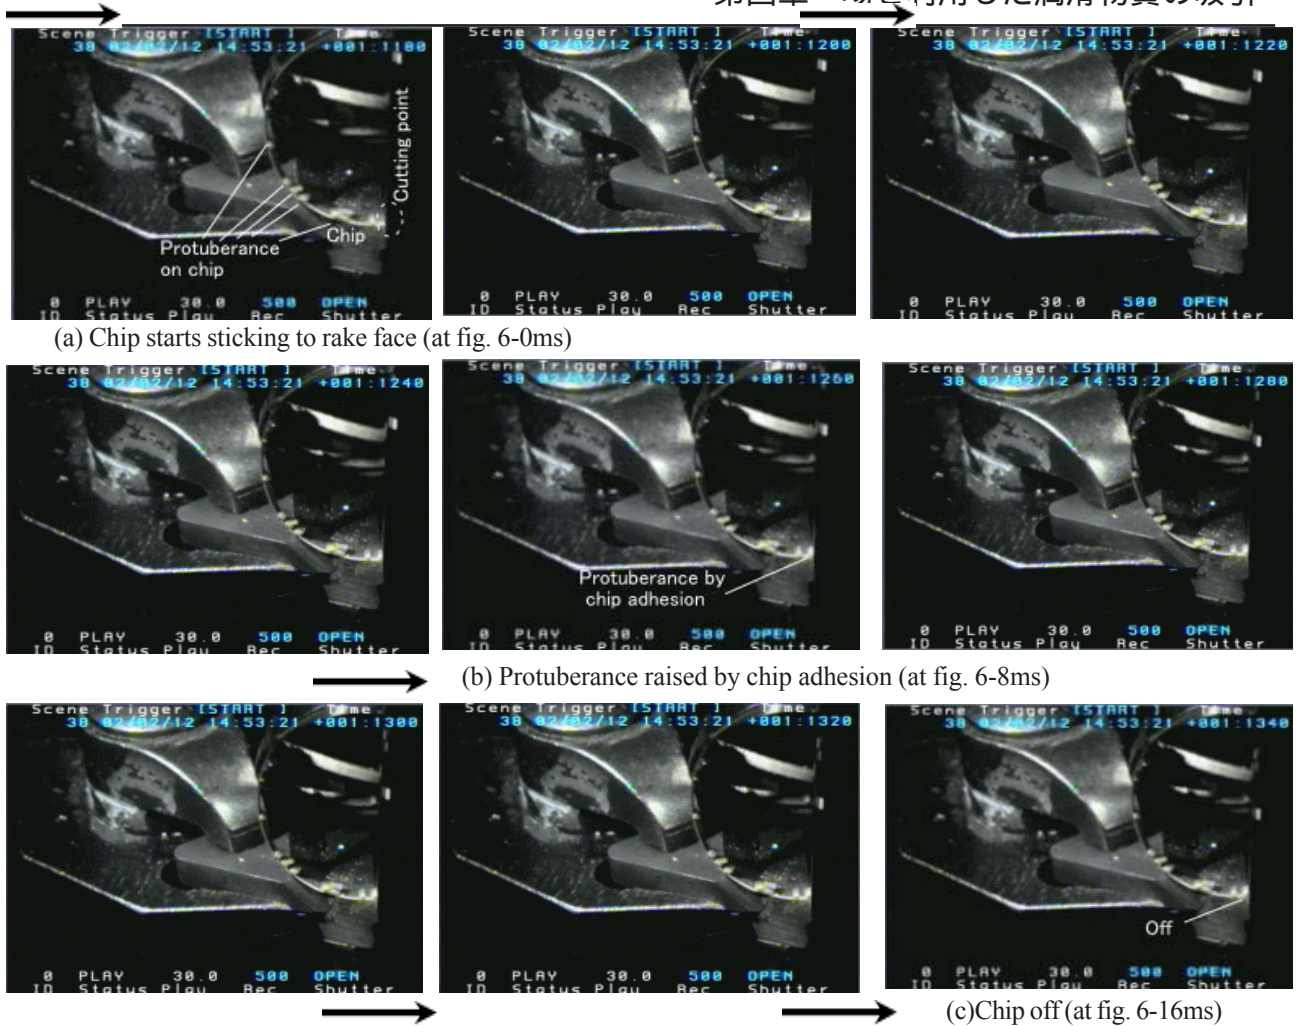 第四章 場を利用した潤滑物質の吸引
Scene Trigger [START ] Time
38 02/02/12 14:53:21 +001:1180
Cutting point
Chip
Protuberance
on chip
0 PLAY 30.0 500 OPEN
ID Status Play Rec Shutter
Scene Trigger [START ] Time
38 02/02/12 14:53:21 +001:1200
0 PLAY 30.0 500 OPEN
ID Status Play Rec Shutter
Scene Trigger [START ] Time
38 02/02/12 14:53:21 +001:1220
0 PLAY 30.0 500 OPEN
ID Status Play Rec Shutter
(a) Chip starts sticking to rake face (at fig. 6-0ms)
Scene Trigger [START ] Time
38 02/02/12 14:53:21 +001:1240
0 PLAY 30.0 500 OPEN
ID Status Play Rec Shutter
Scene Trigger [START ] Time
38 02/02/12 14:53:21 +001:1260
Protuberance by
chip adhesion
0 PLAY 30.0 500 OPEN
ID Status Play Rec Shutter
Scene Trigger [START ] Time
38 02/02/12 14:53:21 +001:1280
0 PLAY 30.0 500 OPEN
ID Status Play Rec Shutter
(b) Protuberance raised by chip adhesion (at fig. 6-8ms)
Scene Trigger [START ] Time
38 02/02/12 14:53:21 +001:1300
0 PLAY 30.0 500 OPEN
ID Status Play Rec Shutter
Scene Trigger [START ] Time
38 02/02/12 14:53:21 +001:1320
0 PLAY 30.0 500 OPEN
ID Status Play Rec Shutter
Scene Trigger [START ] Time
38 02/02/12 14:53:21 +001:1340
Off
0 PLAY 30.0 500 OPEN
ID Status Play Rec Shutter
(c)Chip off (at fig. 6-16ms)